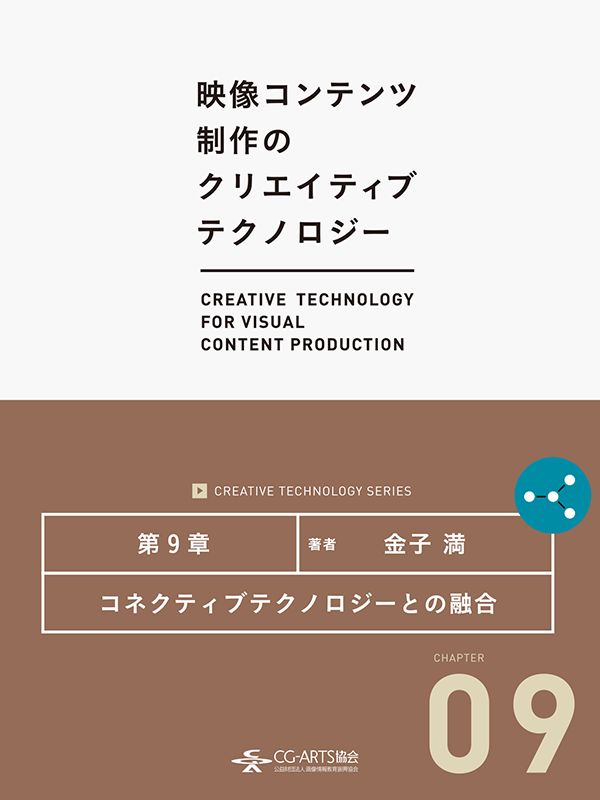 映像コンテンツ
制作の
クリエイティブ
テクノロジー
CREATIVE TECHNOLOGY
FOR VISUAL
CONTENT PRODUCTION
CREATIVE TECHNOLOGY SERIES
第9章
著者 金子 満
コネクティブテクノロジーとの融合
CHAPTER
09
CG-ARTS協会
公益財団法人 画像情報教育振興協会